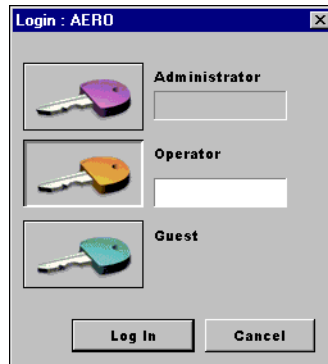 Login : AERO
Administrator
Operator
Guest
Log In
Cancel